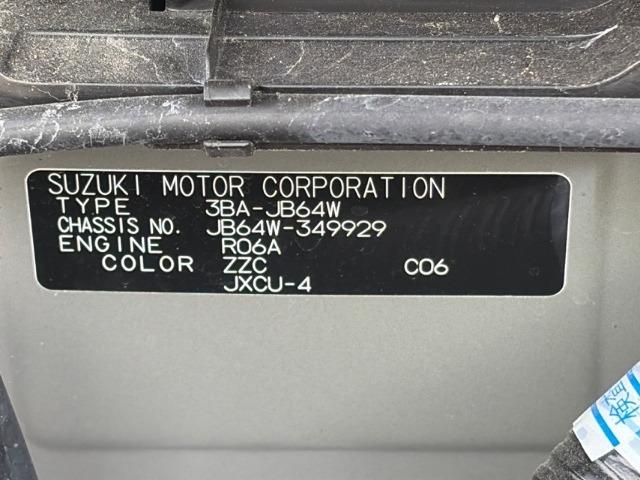 SUZUKI MOTOR CORPORATION
TYPE 3BA-JB64W
CHASSIS NO. JB64W-349929
ENGINE R06A
COLOR ZZC C06
JXCU-4